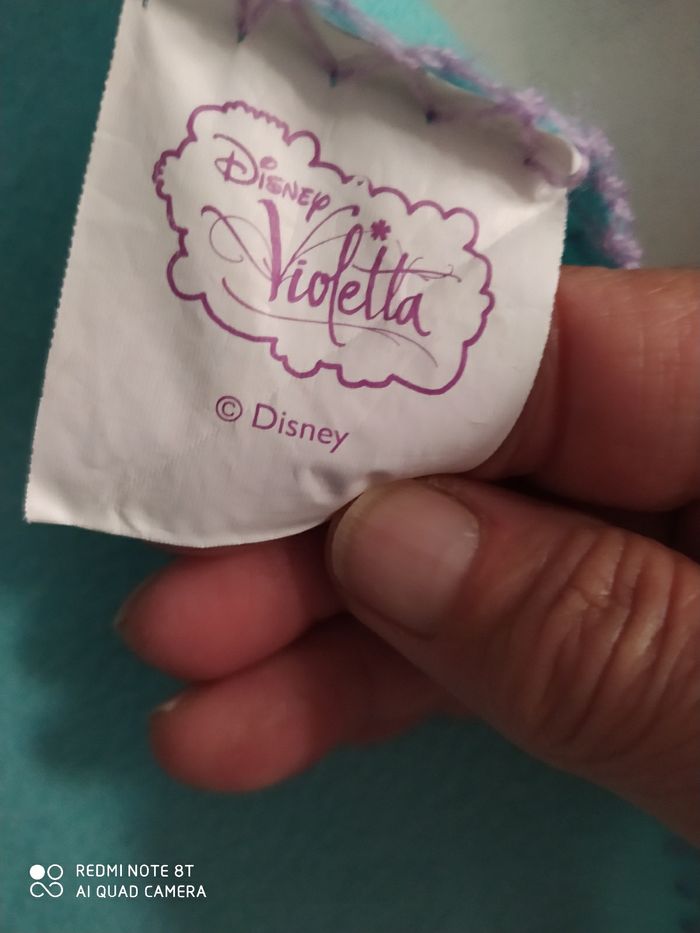 Disney
Violetta
© Disney
REDMI NOTE 8T
AI QUAD CAMERA